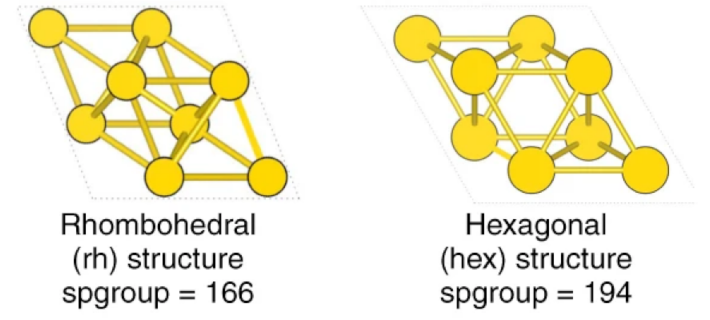 Rhombohedral
(rh) structure
spgroup = 166
Hexagonal
(hex) structure
spgroup = 194